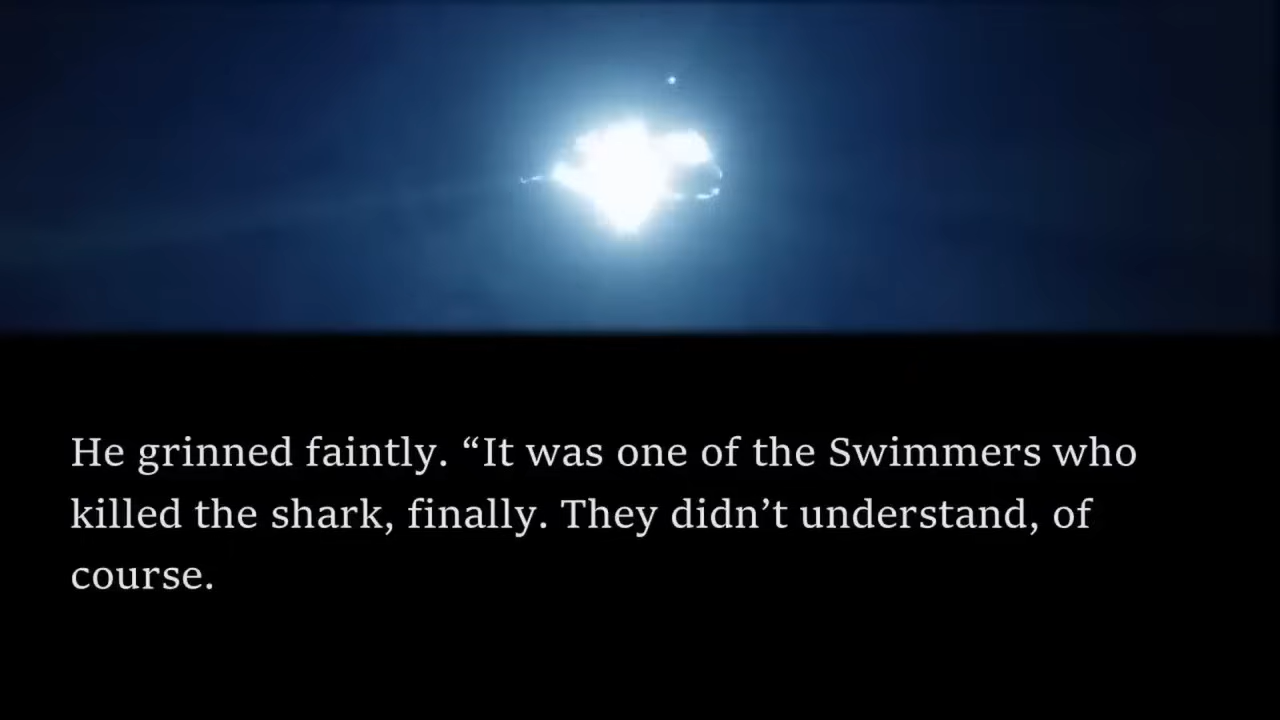 He grinned faintly. “It was one of the Swimmers who
killed the shark, finally. They didn’t understand, of
course.